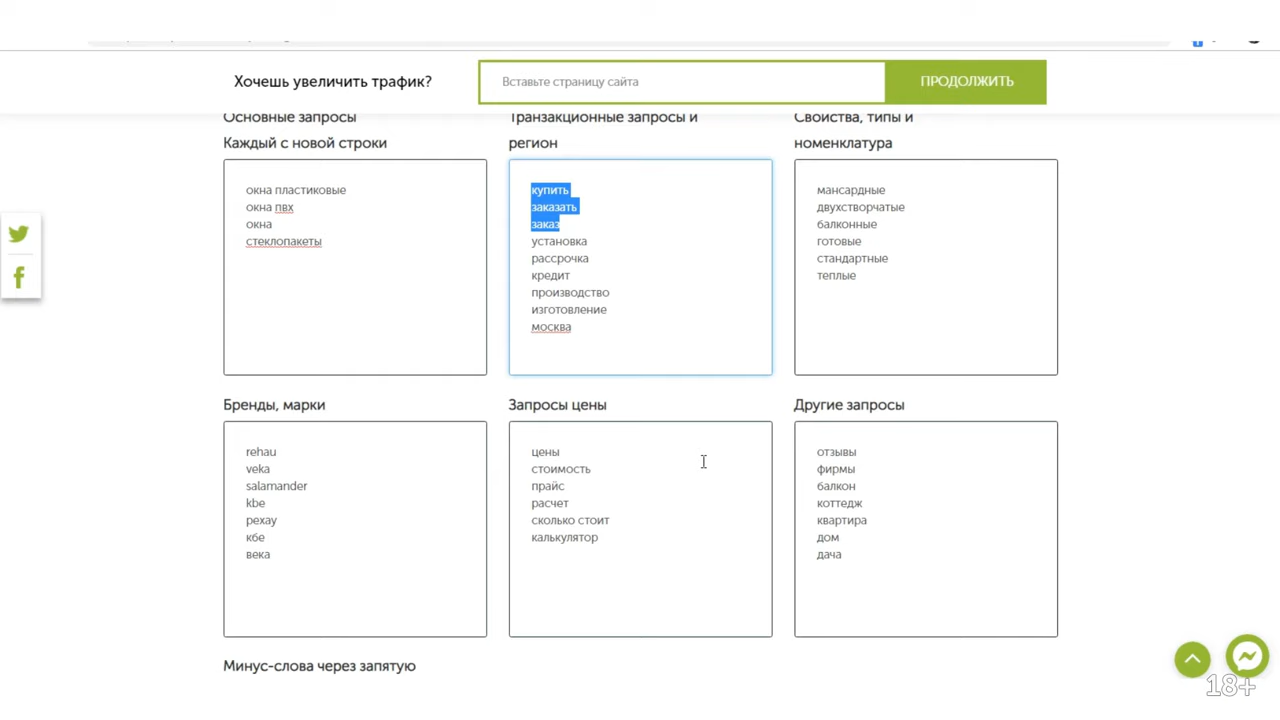 Хочешь увеличить трафик?
Вставьте страницу сайта
ПРОДОЛЖИТЬ
Основные запросы
Каждый с новой строки
окна пластиковые
окна пвх
окна
стеклопакеты
Транзакционные запросы и
регион
купить
заказать
заказ
установка
рассрочка
кредит
производство
изготовление
москва
Свойства, типы и
номенклатура
мансардные
двухстворчатые
балконные
готовые
стандартные
теплые
Бренды, марки
rehau
veka
salamander
kbe
рехау
кбе
века
Запросы цены
цены
стоимость
прайс
расчет
сколько стоит
калькулятор
Другие запросы
отзывы
фирмы
балкон
коттедж
квартира
дом
дача
Минус-слова через запятую
18+